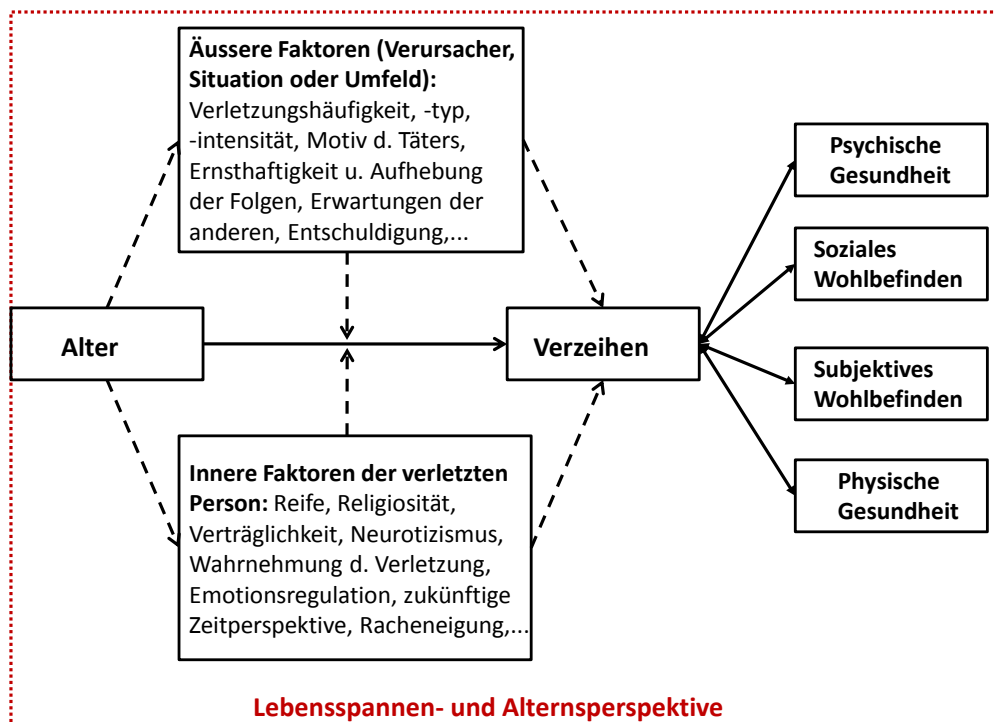 Äussere Faktoren (Verursacher,
Situation oder Umfeld):
Verletzungshäufigkeit, -typ,
-intensität, Motiv d. Täters,
Ernsthaftigkeit u. Aufhebung
der Folgen, Erwartungen der
anderen, Entschuldigung,...
Alter
Verzeihen
Innere Faktoren der verletzten
Person: Reife, Religiosität,
Verträglichkeit, Neurotizismus,
Wahrnehmung d. Verletzung,
Emotionsregulation, zukünftige
Zeitperspektive, Racheneigung,...
Psychische
Gesundheit
Soziales
Wohlbefinden
Subjektives
Wohlbefinden
Physische
Gesundheit
Lebensspannen- und Alternsperspektive